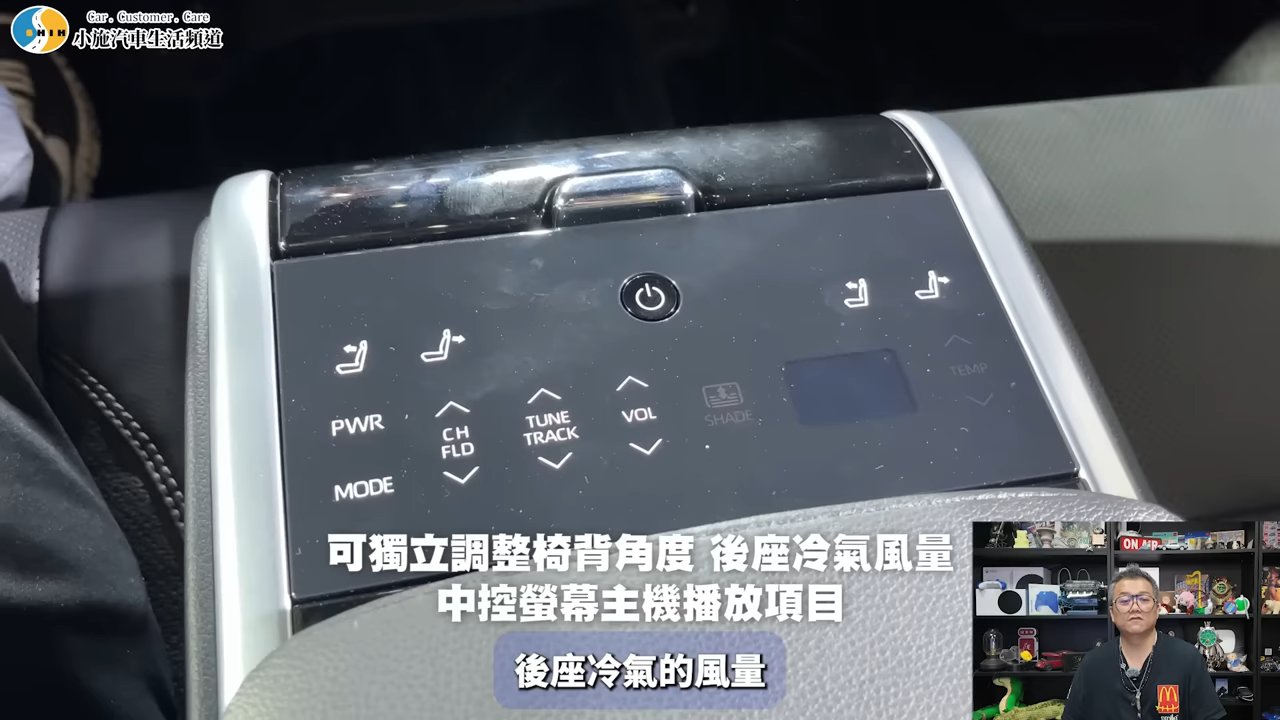 Car. Customer. Care
SHIH
小施汽車生活頻道
PWR
MODE
CH
FLD
TUNE
TRACK
VOL
SHADE
TEMP
可獨立調整椅背角度 後座冷氣風量
中控螢幕主機播放項目
後座冷氣的風量
ON AIR